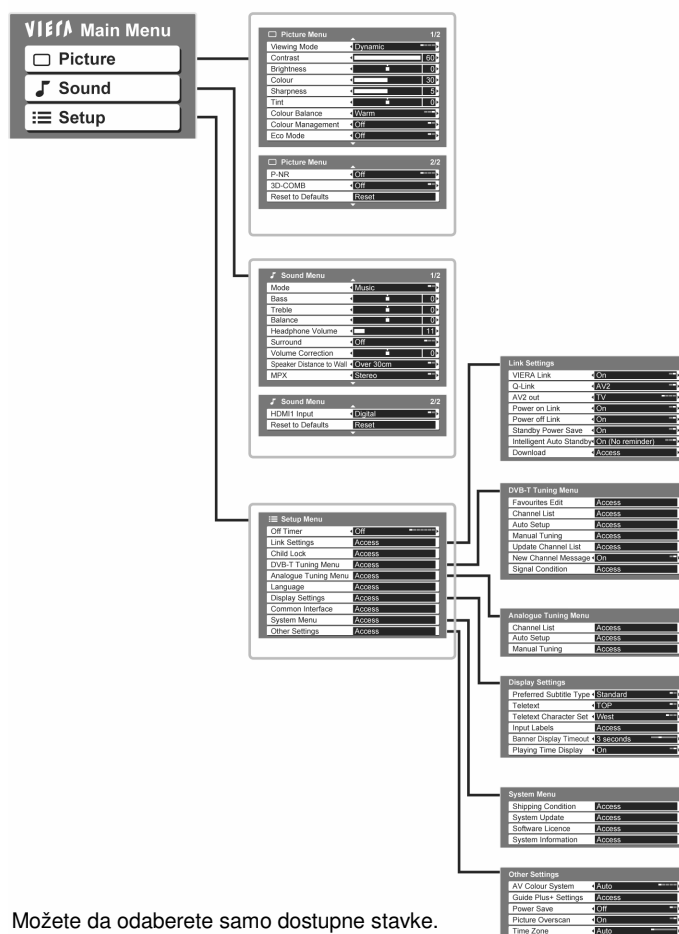 VIErA Main Menu
Picture
Sound
Setup
Picture Menu 1/2
Viewing Mode Dynamic
Contrast 60
Brightness 0
Colour 30
Sharpness 5
Tint 0
Colour Balance Warm
Colour Management Off
Eco Mode Off
Picture Menu 2/2
P-NR Off
3D-COMB Off
Reset to Defaults Reset
Sound Menu 1/2
Mode Music
Bass 0
Treble 0
Balance 0
Headphone Volume 11
Surround Off
Volume Correction 0
Speaker Distance to Wall Over 30cm
MPX Stereo
Sound Menu 2/2
HDMI1 Input Digital
Reset to Defaults Reset
Setup Menu
Off Timer Off
Link Settings Access
Child Lock Access
DVB-T Tuning Menu Access
Analogue Tuning Menu Access
Language Access
Display Settings Access
Common Interface Access
System Menu Access
Other Settings Access
Link Settings
VIERA Link On
Q-Link AV2
AV2 out TV
Power on Link On
Power off Link On
Standby Power Save On
Intelligent Auto Standby On (No reminder)
Download Access
DVB-T Tuning Menu
Favourites Edit Access
Channel List Access
Auto Setup Access
Manual Tuning Access
Update Channel List Access
New Channel Message On
Signal Condition Access
Analogue Tuning Menu
Channel List Access
Auto Setup Access
Manual Tuning Access
Display Settings
Preferred Subtitle Type Standard
Teletext TOP
Teletext Character Set West
Input Labels Access
Banner Display Timeout 3 seconds
Playing Time Display On
System Menu
Shipping Condition Access
System Update Access
Software Licence Access
System Information Access
Other Settings
AV Colour System Auto
Guide Plus+ Settings Access
Power Save Off
Picture Overscan On
Time Zone Auto
Možete da odaberete samo dostupne stavke.